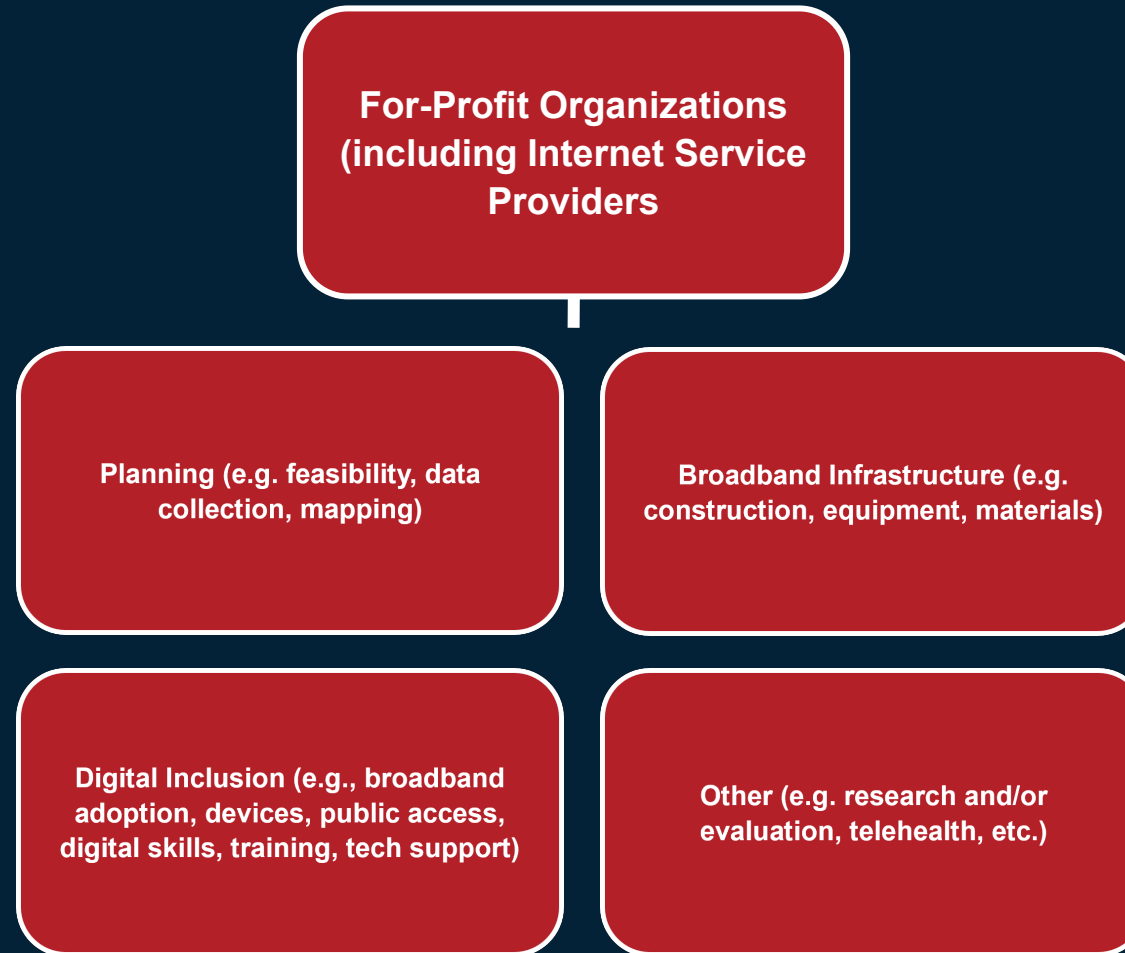 For-Profit Organizations
(including Internet Service
Providers
Planning (e.g. feasibility, data
collection, mapping)
Broadband Infrastructure (e.g.
construction, equipment, materials)
Digital Inclusion (e.g., broadband
adoption, devices, public access,
digital skills, training, tech support)
Other (e.g. research and/or
evaluation, telehealth, etc.)